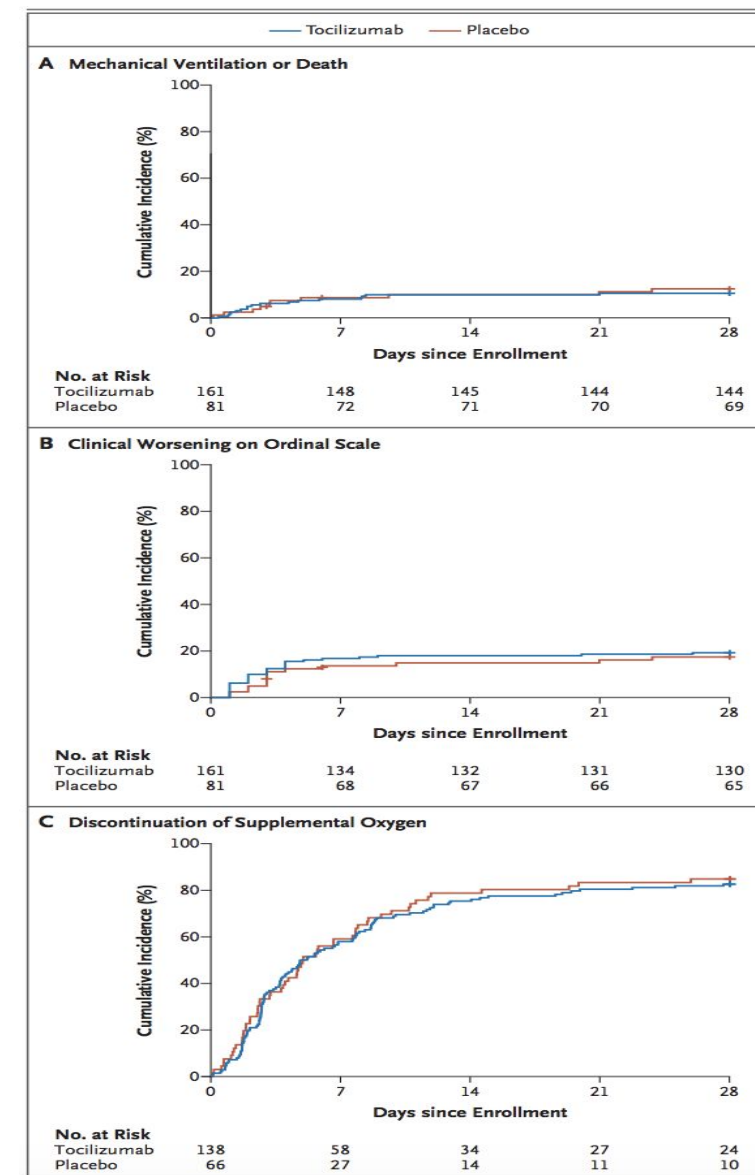 Tocilizumab Placebo
A Mechanical Ventilation or Death
100
80
60
40
20
0
Cumulative Incidence (%)
0 7 14 21 28
Days since Enrollment
No. at Risk
Tocilizumab 161 148 145 144 144
Placebo 81 72 71 70 69
B Clinical Worsening on Ordinal Scale
100
80
60
40
20
0
Cumulative Incidence (%)
0 7 14 21 28
Days since Enrollment
No. at Risk
Tocilizumab 161 134 132 131 130
Placebo 81 68 67 66 65
C Discontinuation of Supplemental Oxygen
100
80
60
40
20
0
Cumulative Incidence (%)
0 7 14 21 28
Days since Enrollment
No. at Risk
Tocilizumab 138 58 34 27 24
Placebo 66 27 14 11 10